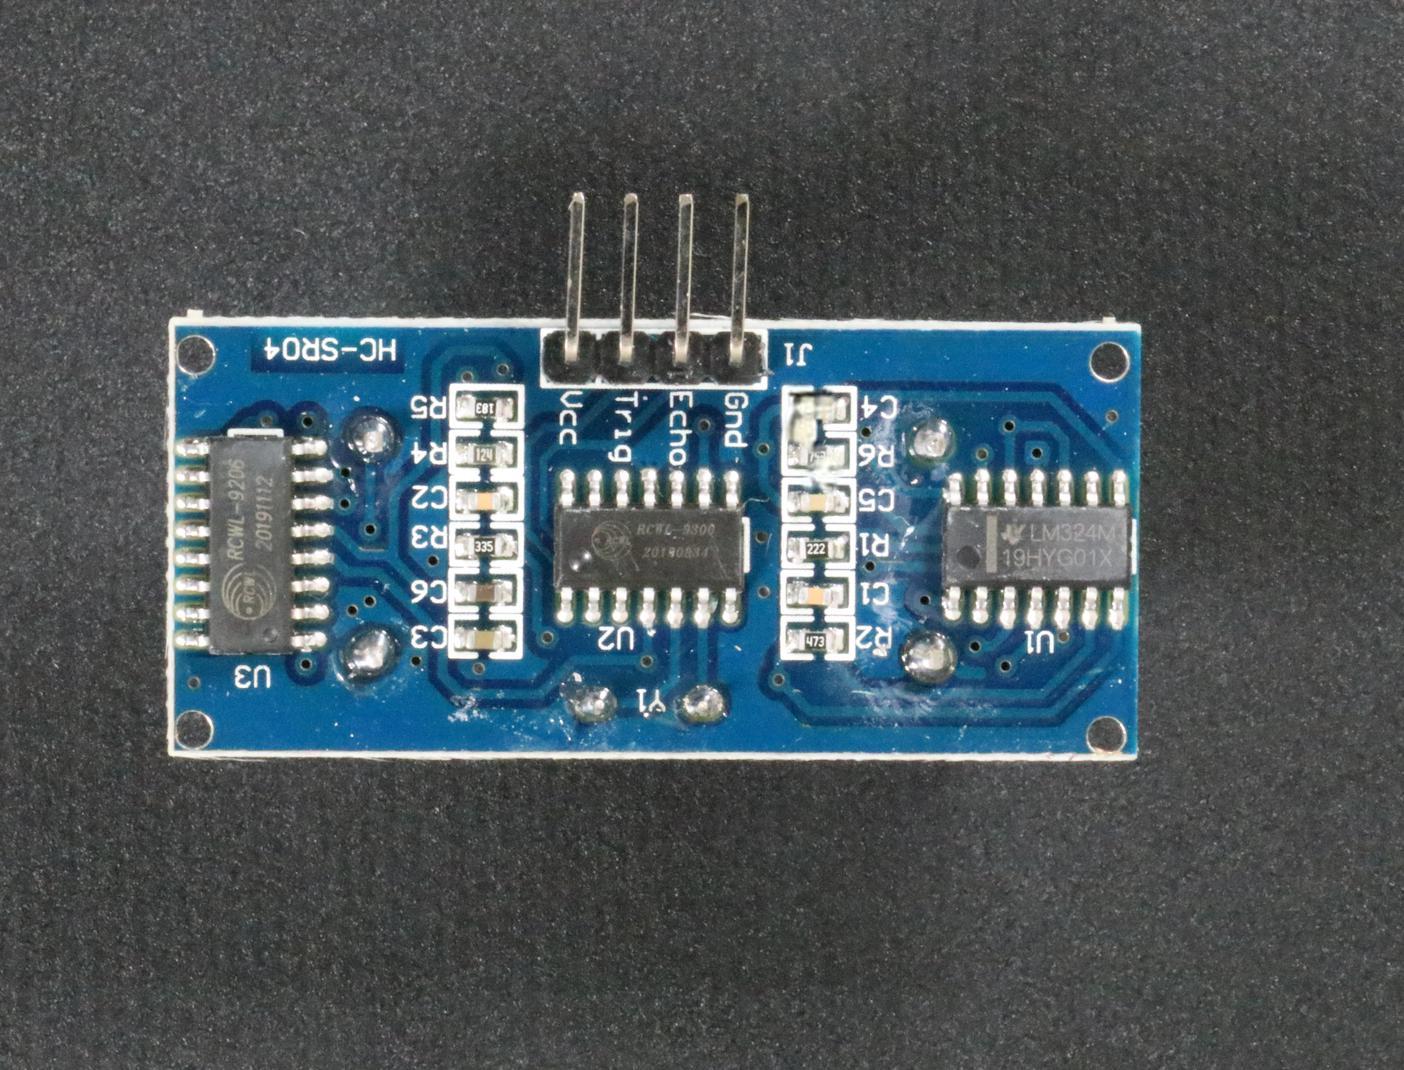 HC-SR04
J1
Vcc
Trig
Echo
Gnd
R5
183
R4
124
C2
R3
335
C6
C3
C4
R6
C5
R1
222
C1
R2
473
RCWL-9206
20191112
RCW
U3
RCWL-9300
U2
Y1
LM324M
19HYG01X
U1